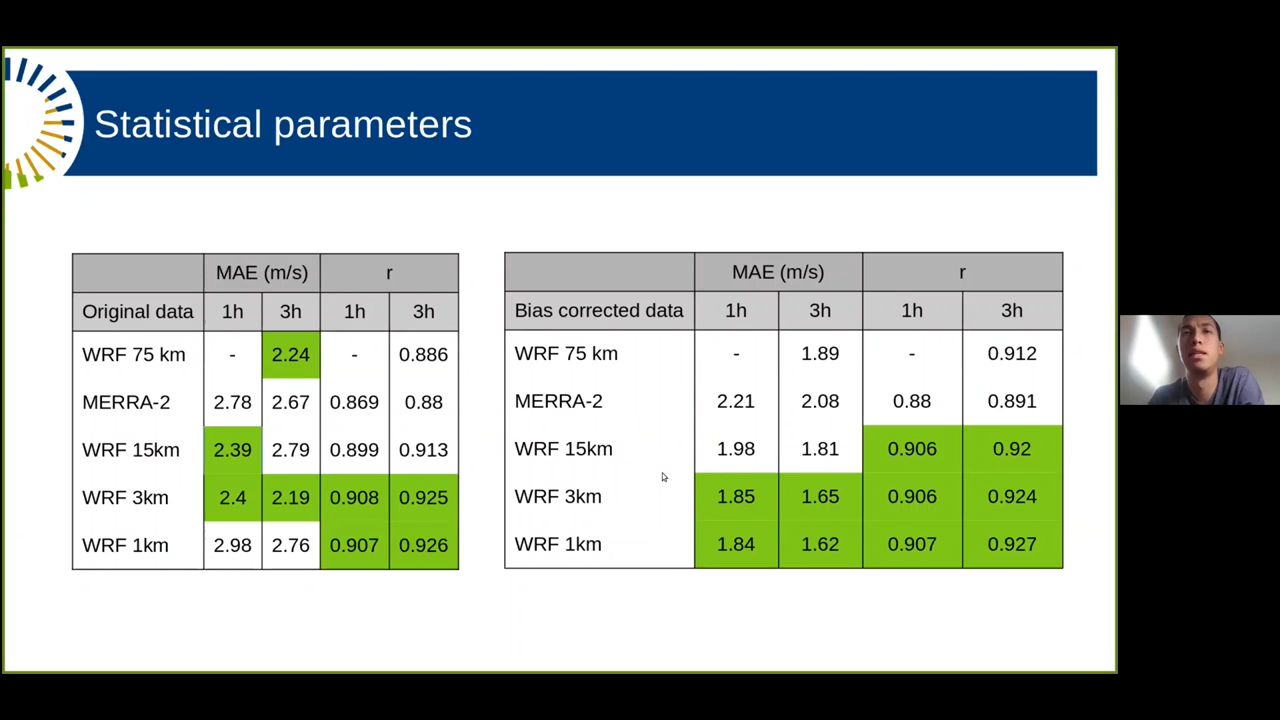 Statistical parameters
MAE (m/s) r
Original data 1h 3h 1h 3h
WRF 75 km - 2.24 - 0.886
MERRA-2 2.78 2.67 0.869 0.88
WRF 15km 2.39 2.79 0.899 0.913
WRF 3km 2.4 2.19 0.908 0.925
WRF 1km 2.98 2.76 0.907 0.926
MAE (m/s) r
Bias corrected data 1h 3h 1h 3h
WRF 75 km - 1.89 - 0.912
MERRA-2 2.21 2.08 0.88 0.891
WRF 15km 1.98 1.81 0.906 0.92
WRF 3km 1.85 1.65 0.906 0.924
WRF 1km 1.84 1.62 0.907 0.927